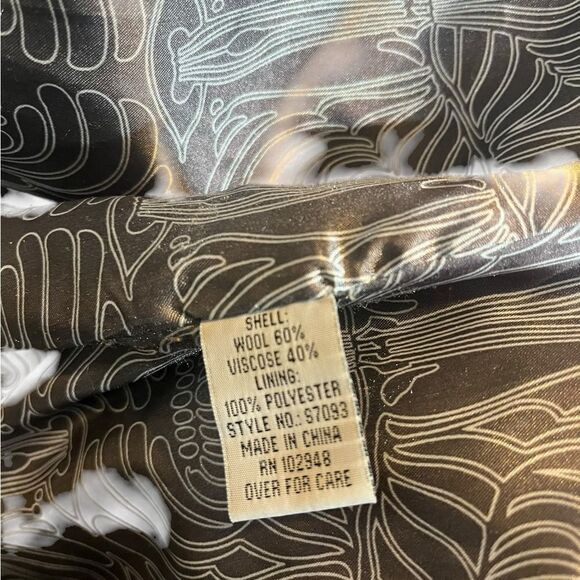 SHELL:
WOOL 60%
VISCOSE 40%
LINING:
100% POLYESTER
STYLE NO.: S7093
MADE IN CHINA
RN 102948
OVER FOR CARE